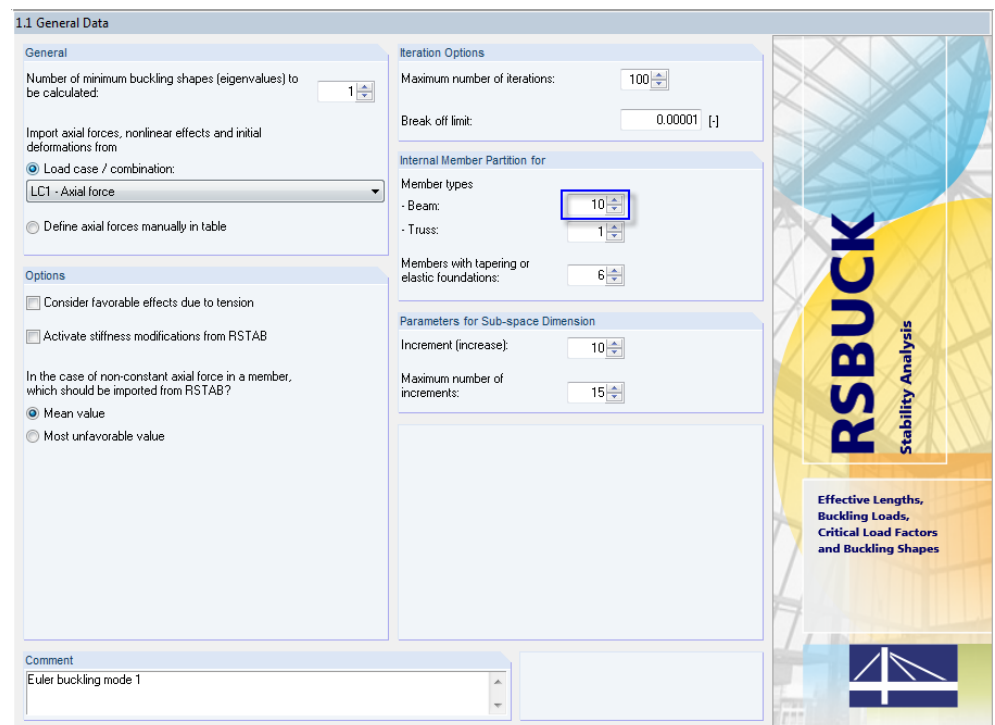 1.1 General Data
General
Number of minimum buckling shapes (eigenvalues) to
be calculated:
1
Import axial forces, nonlinear effects and initial
deformations from
Load case / combination:
LC1 - Axial force
Define axial forces manually in table
Options
Consider favorable effects due to tension
Activate stiffness modifications from RSTAB
In the case of non-constant axial force in a member,
which should be imported from RSTAB?
Mean value
Most unfavorable value
Iteration Options
Maximum number of iterations:
100
Break off limit:
0.00001 [-]
Internal Member Partition for
Member types
- Beam:
10
- Truss:
1
Members with tapering or
elastic foundations:
6
Parameters for Sub-space Dimension
Increment (increase):
10
Maximum number of
increments:
15
Comment
Euler buckling mode 1
RSBUCK
Stability Analysis
Effective Lengths,
Buckling Loads,
Critical Load Factors
and Buckling Shapes